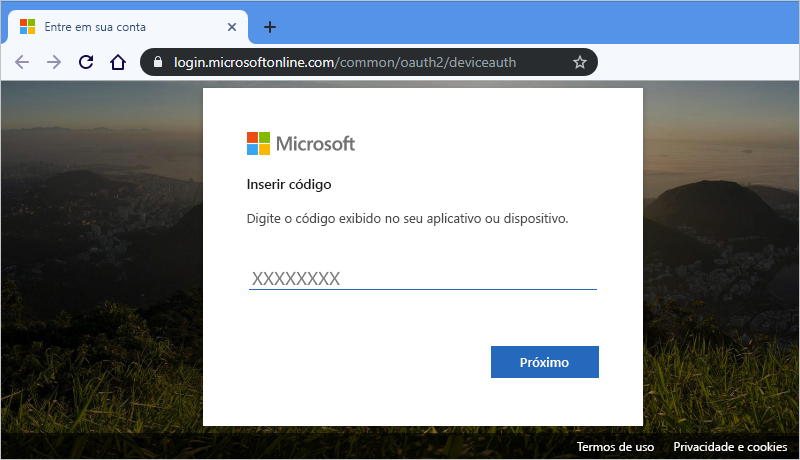 Entre em sua conta
login.microsoftonline.com/common/oauth2/deviceauth
Microsoft
Inserir código
Digite o código exibido no seu aplicativo ou dispositivo.
XXXXXXXX
Próximo
Termos de uso Privacidade e cookies